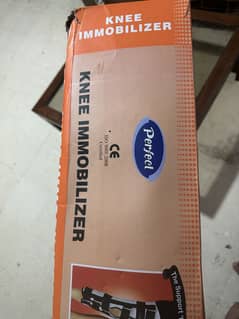 KNEE
IMMOBILIZER
KNEE IMMOBILIZER
CE
Perfect
The Support